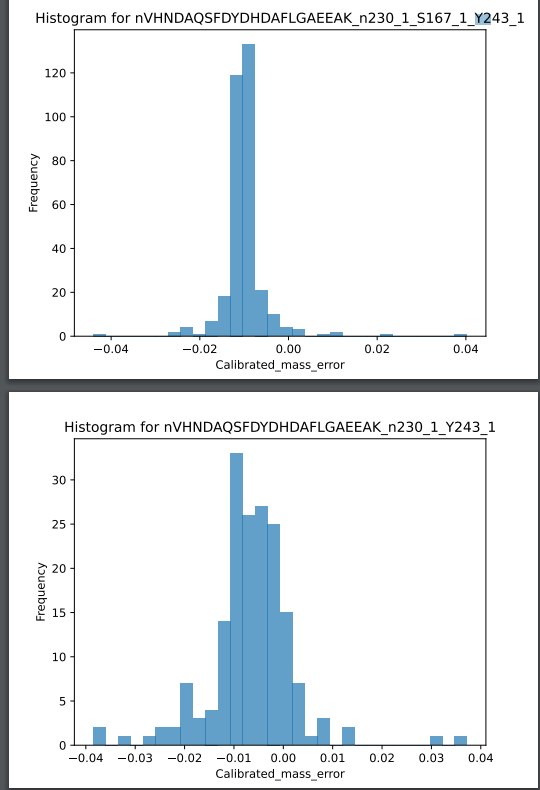 Histogram for nVHNDAQSFDYDHDAFLGAEEAK_n230_1_S167_1_Y243_1
120
100
80
60
40
20
0
Frequency
−0.04 −0.02 0.00 0.02 0.04
Calibrated_mass_error
Histogram for nVHNDAQSFDYDHDAFLGAEEAK_n230_1_Y243_1
30
25
20
15
10
5
0
Frequency
−0.04 −0.03 −0.02 −0.01 0.00 0.01 0.02 0.03 0.04
Calibrated_mass_error